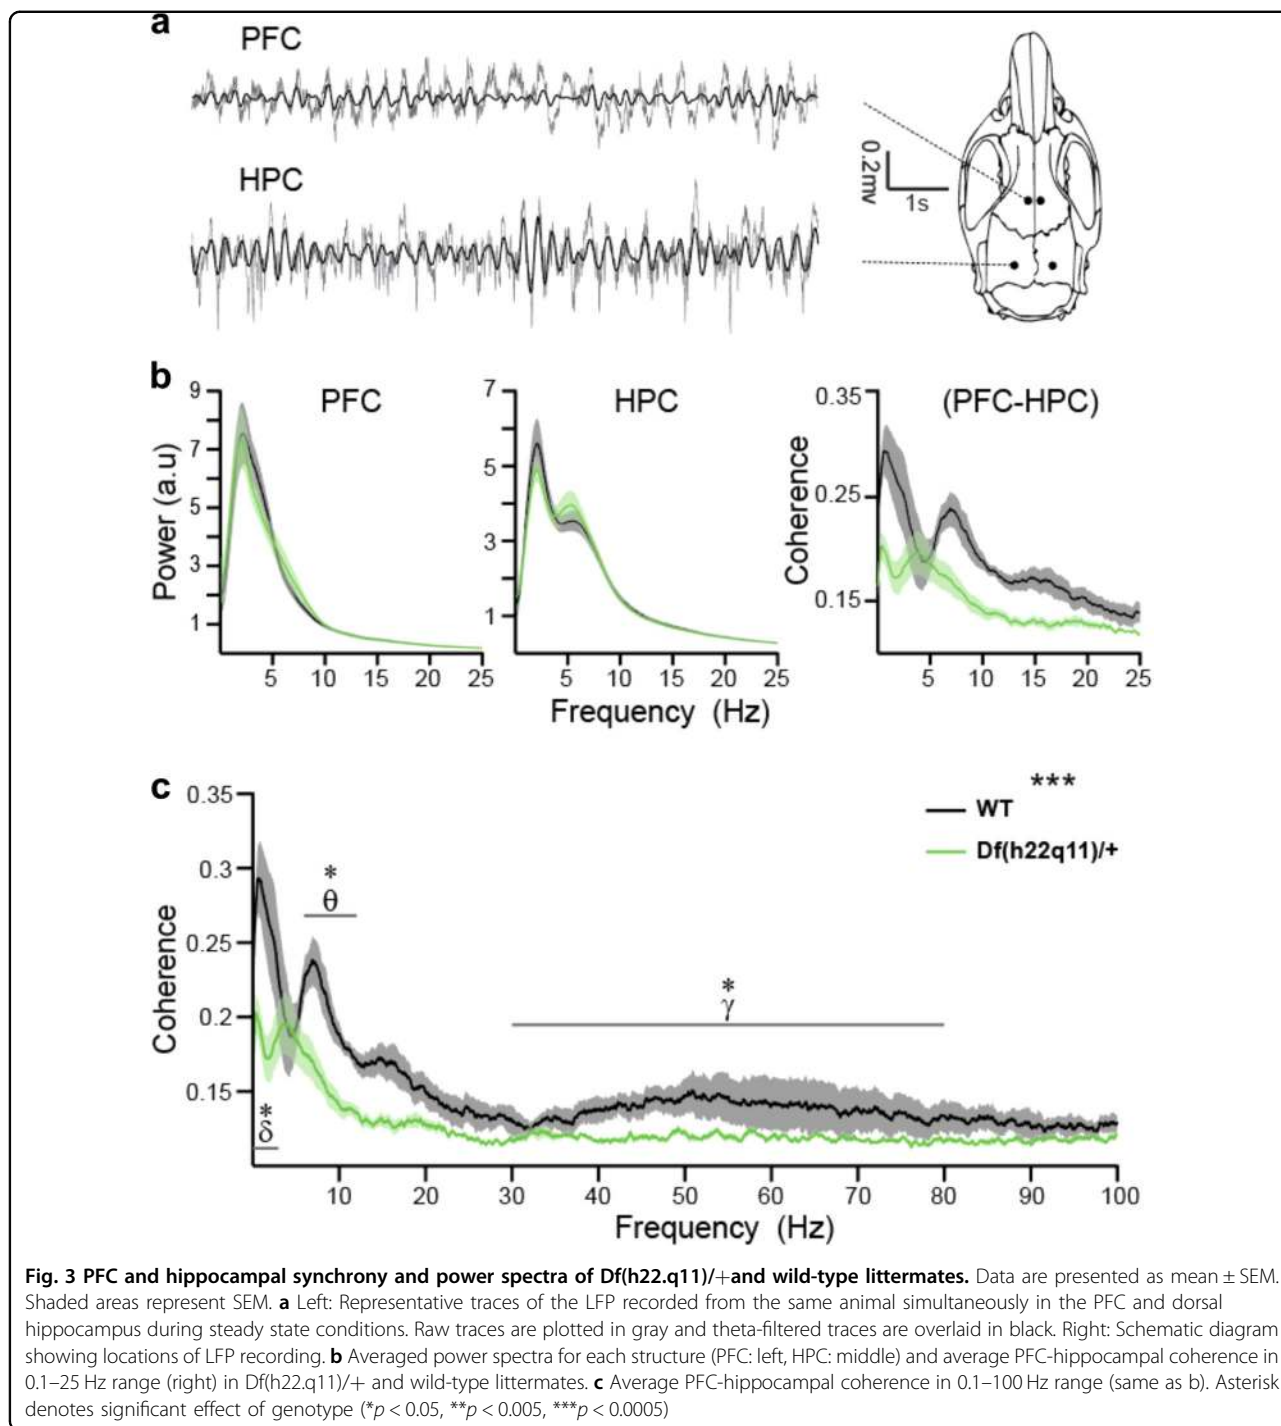 a
PFC
HPC
0.2mv
1s
b
PFC
HPC
(PFC-HPC)
Power (a.u)
9
7
5
3
1
5 10 15 20 25
7
5
3
1
5 10 15 20 25
Coherence
0.35
0.25
0.15
5 10 15 20 25
Frequency (Hz)
c
Coherence
0.35
0.3
0.25
0.2
0.15
***
WT
Df(h22q11)/+
*
θ
*
γ
*
δ
10 20 30 40 50 60 70 80 90 100
Frequency (Hz)
Fig. 3 PFC and hippocampal synchrony and power spectra of Df(h22.q11)/+and wild-type littermates. Data are presented as mean ± SEM.
Shaded areas represent SEM. a Left: Representative traces of the LFP recorded from the same animal simultaneously in the PFC and dorsal
hippocampus during steady state conditions. Raw traces are plotted in gray and theta-filtered traces are overlaid in black. Right: Schematic diagram
showing locations of LFP recording. b Averaged power spectra for each structure (PFC: left, HPC: middle) and average PFC-hippocampal coherence in
0.1–25 Hz range (right) in Df(h22.q11)/+ and wild-type littermates. c Average PFC-hippocampal coherence in 0.1–100 Hz range (same as b). Asterisk
denotes significant effect of genotype (*p < 0.05, **p < 0.005, ***p < 0.0005)